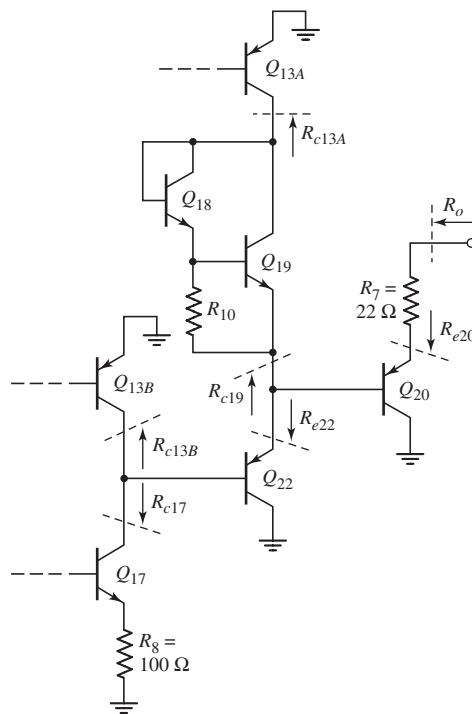 Q13A
Rc13A
Q18
Ro
Q19
R7 =
22 Ω
R10
Re20
Q13B
Rc19
Q20
Re22
Rc13B
Rc17
Q22
Q17
R8 =
100 Ω